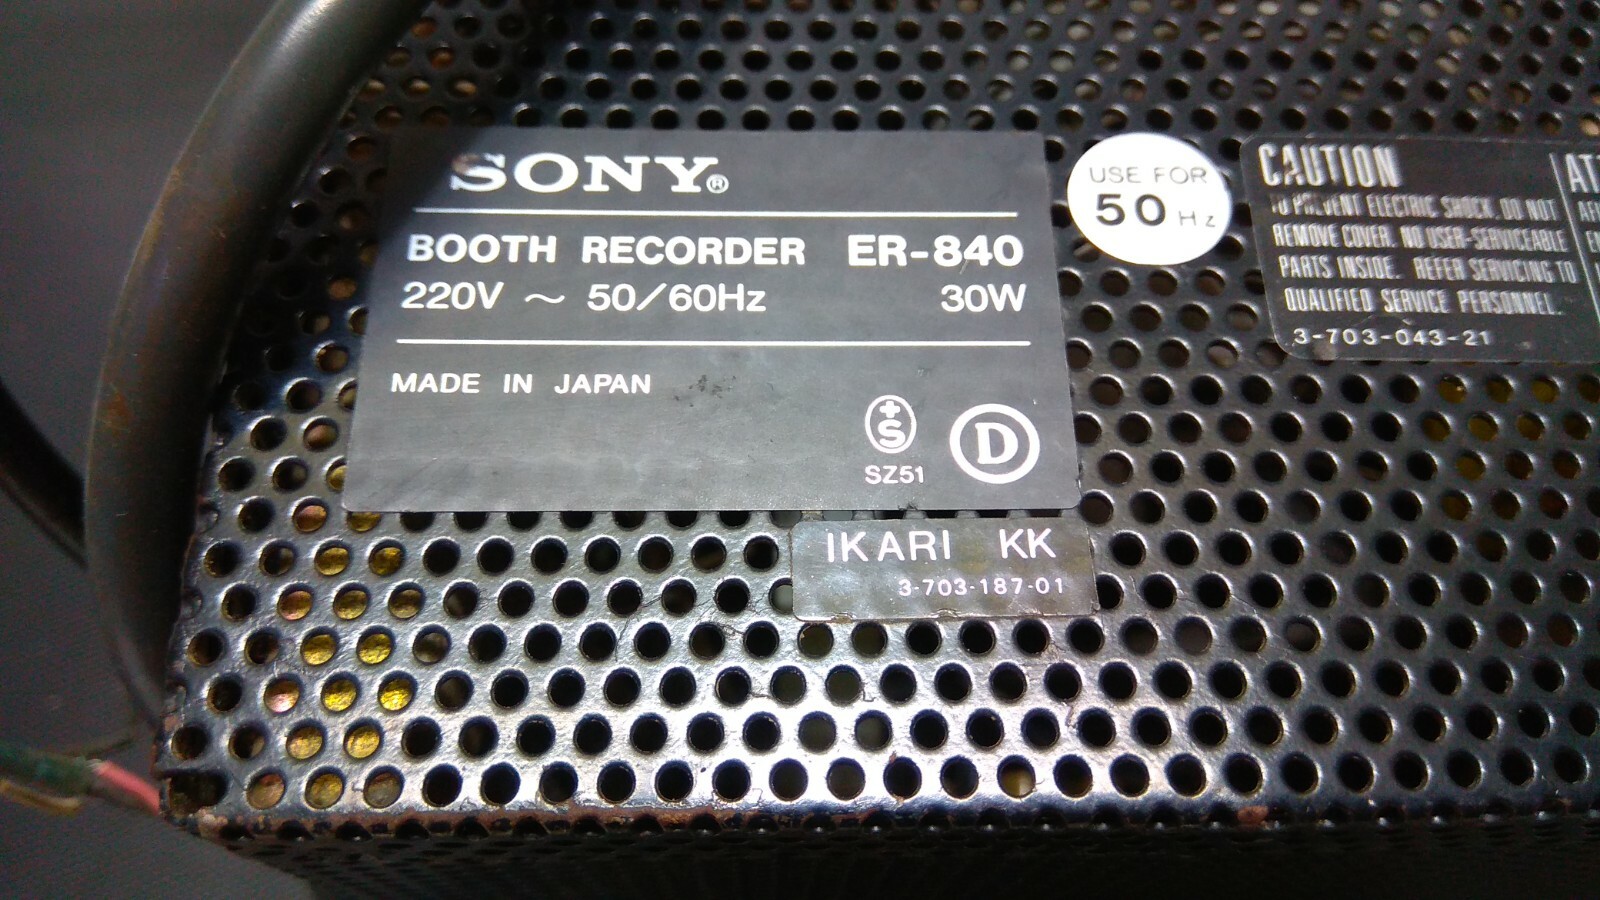 SONY®
BOOTH RECORDER ER-840
220V ~ 50/60Hz 30W
MADE IN JAPAN
S
SZ51
D
IKARI KK
3-703-187-01
USE FOR
50 Hz
CAUTION
TO PREVENT ELECTRIC SHOCK, DO NOT
REMOVE COVER. NO USER-SERVICEABLE
PARTS INSIDE. REFER SERVICING TO
QUALIFIED SERVICE PERSONNEL.
3-703-043-21